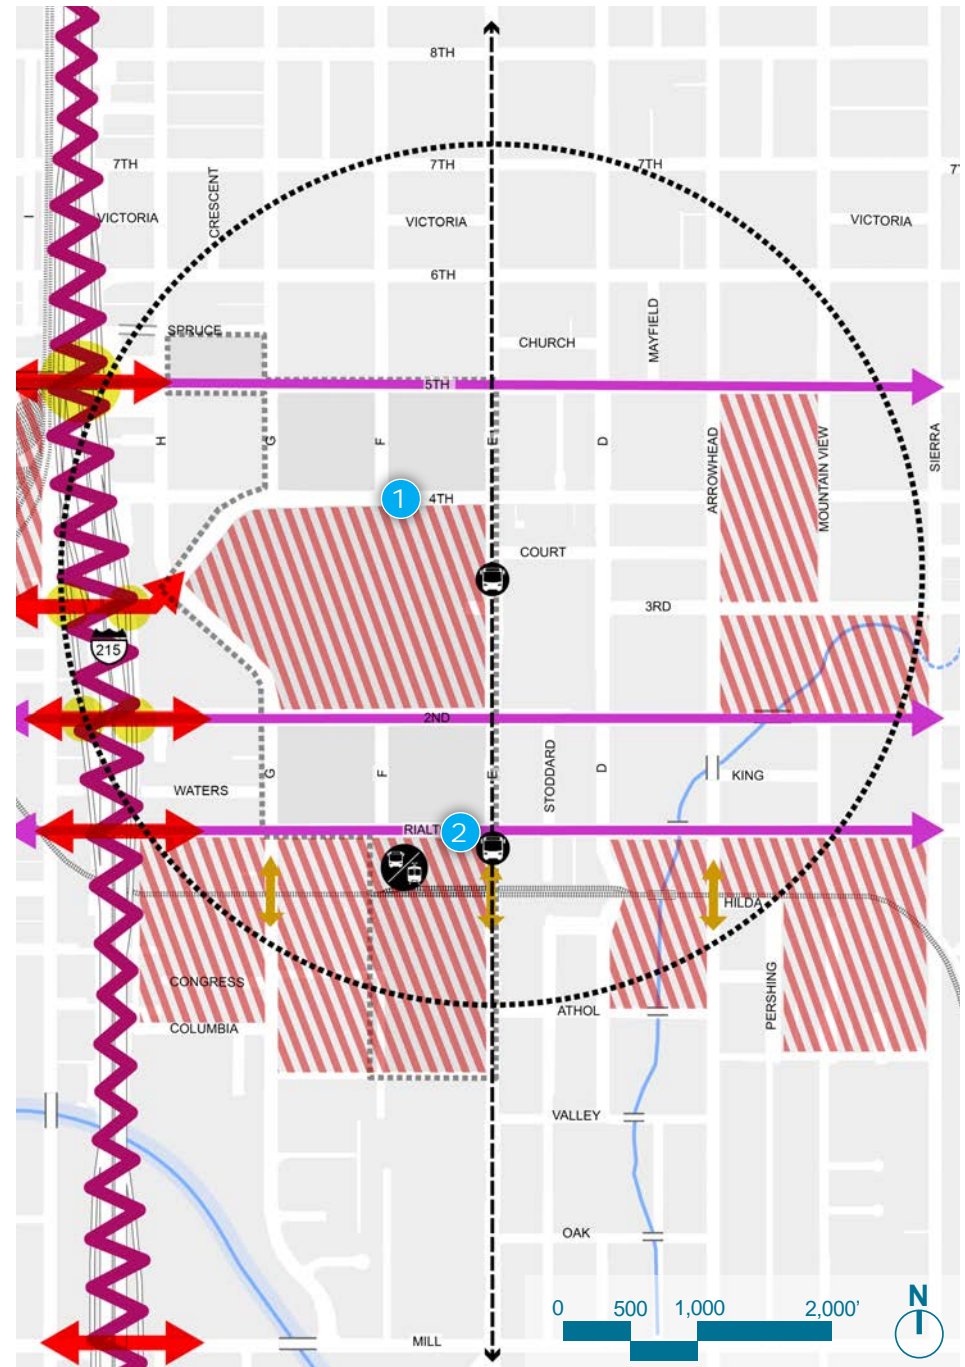 8TH
7TH
7TH
7TH
CRESCENT
I
VICTORIA
VICTORIA
VICTORIA
6TH
MAYFIELD
SPRUCE
CHURCH
5TH
H
G
F
E
D
ARROWHEAD
MOUNTAIN VIEW
SIERRA
1
4TH
COURT
3RD
215
2ND
STODDARD
G
F
E
D
KING
WATERS
RIALT
2
HILDA
CONGRESS
PERSHING
ATHOL
COLUMBIA
VALLEY
OAK
N
0 500 1,000 2,000'
MILL